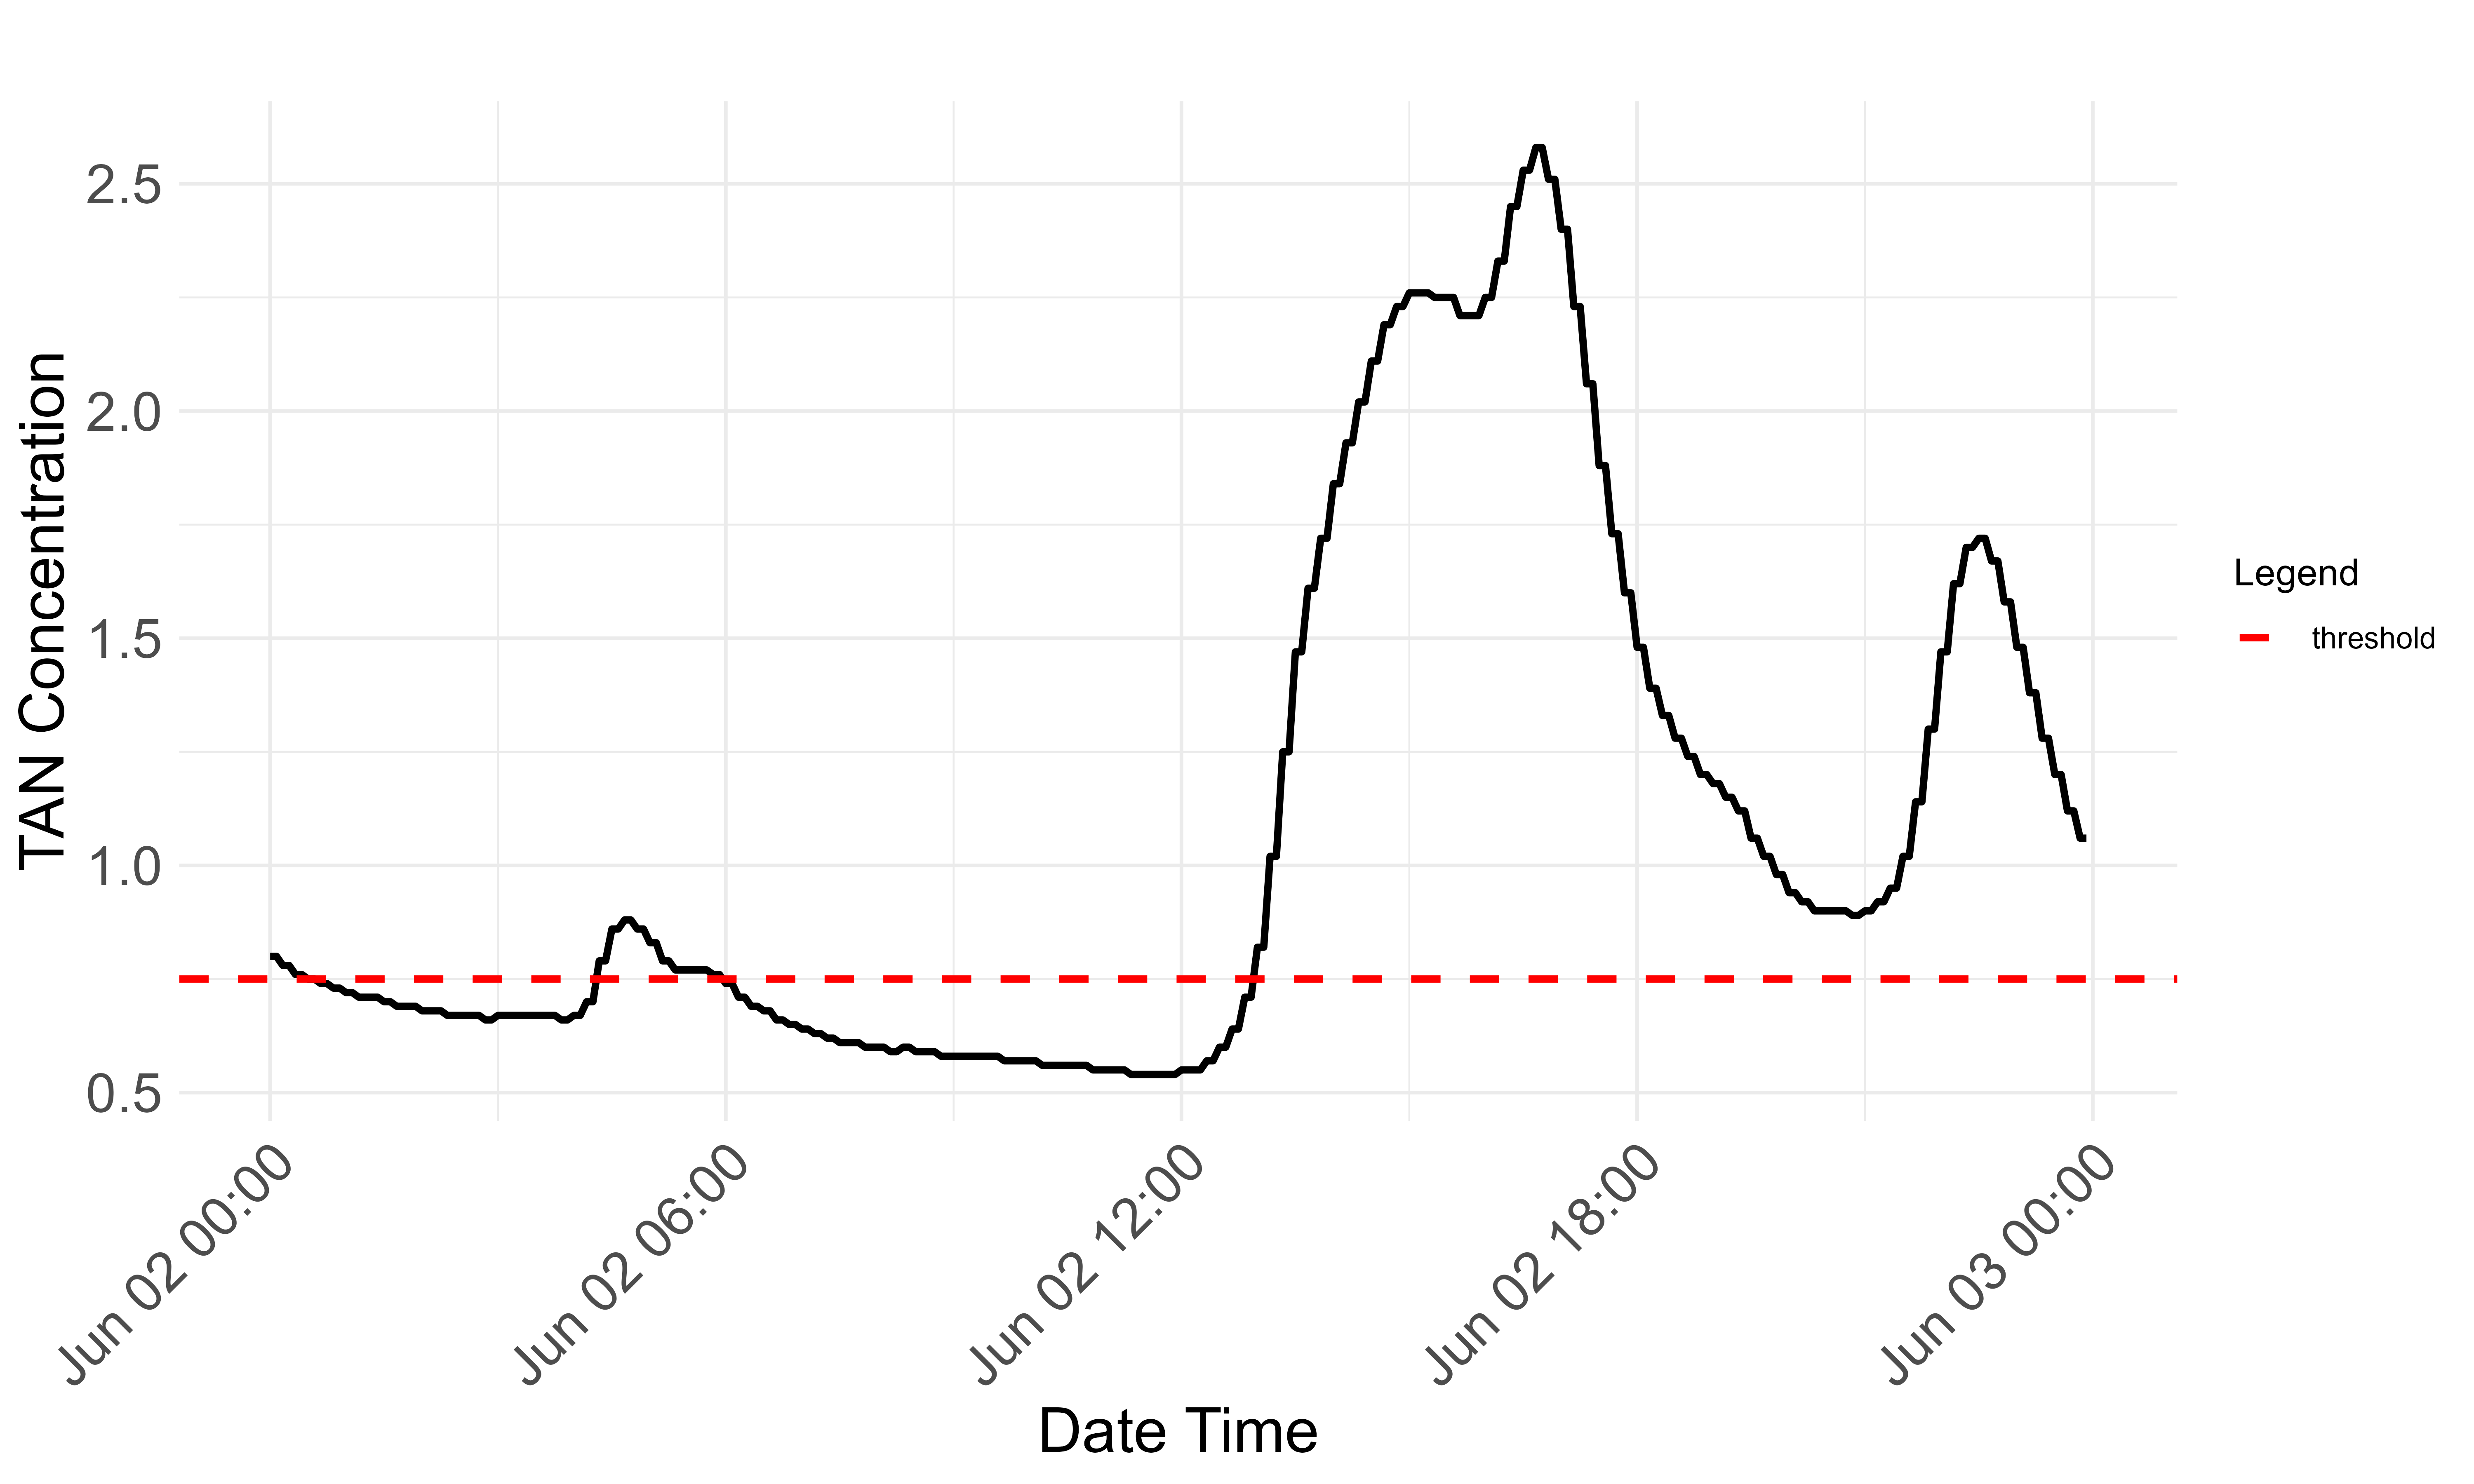 TAN Concentration
2.5
2.0
1.5
1.0
0.5
Jun 02 00:00
Jun 02 06:00
Jun 02 12:00
Jun 02 18:00
Jun 03 00:00
Date Time
Legend
threshold